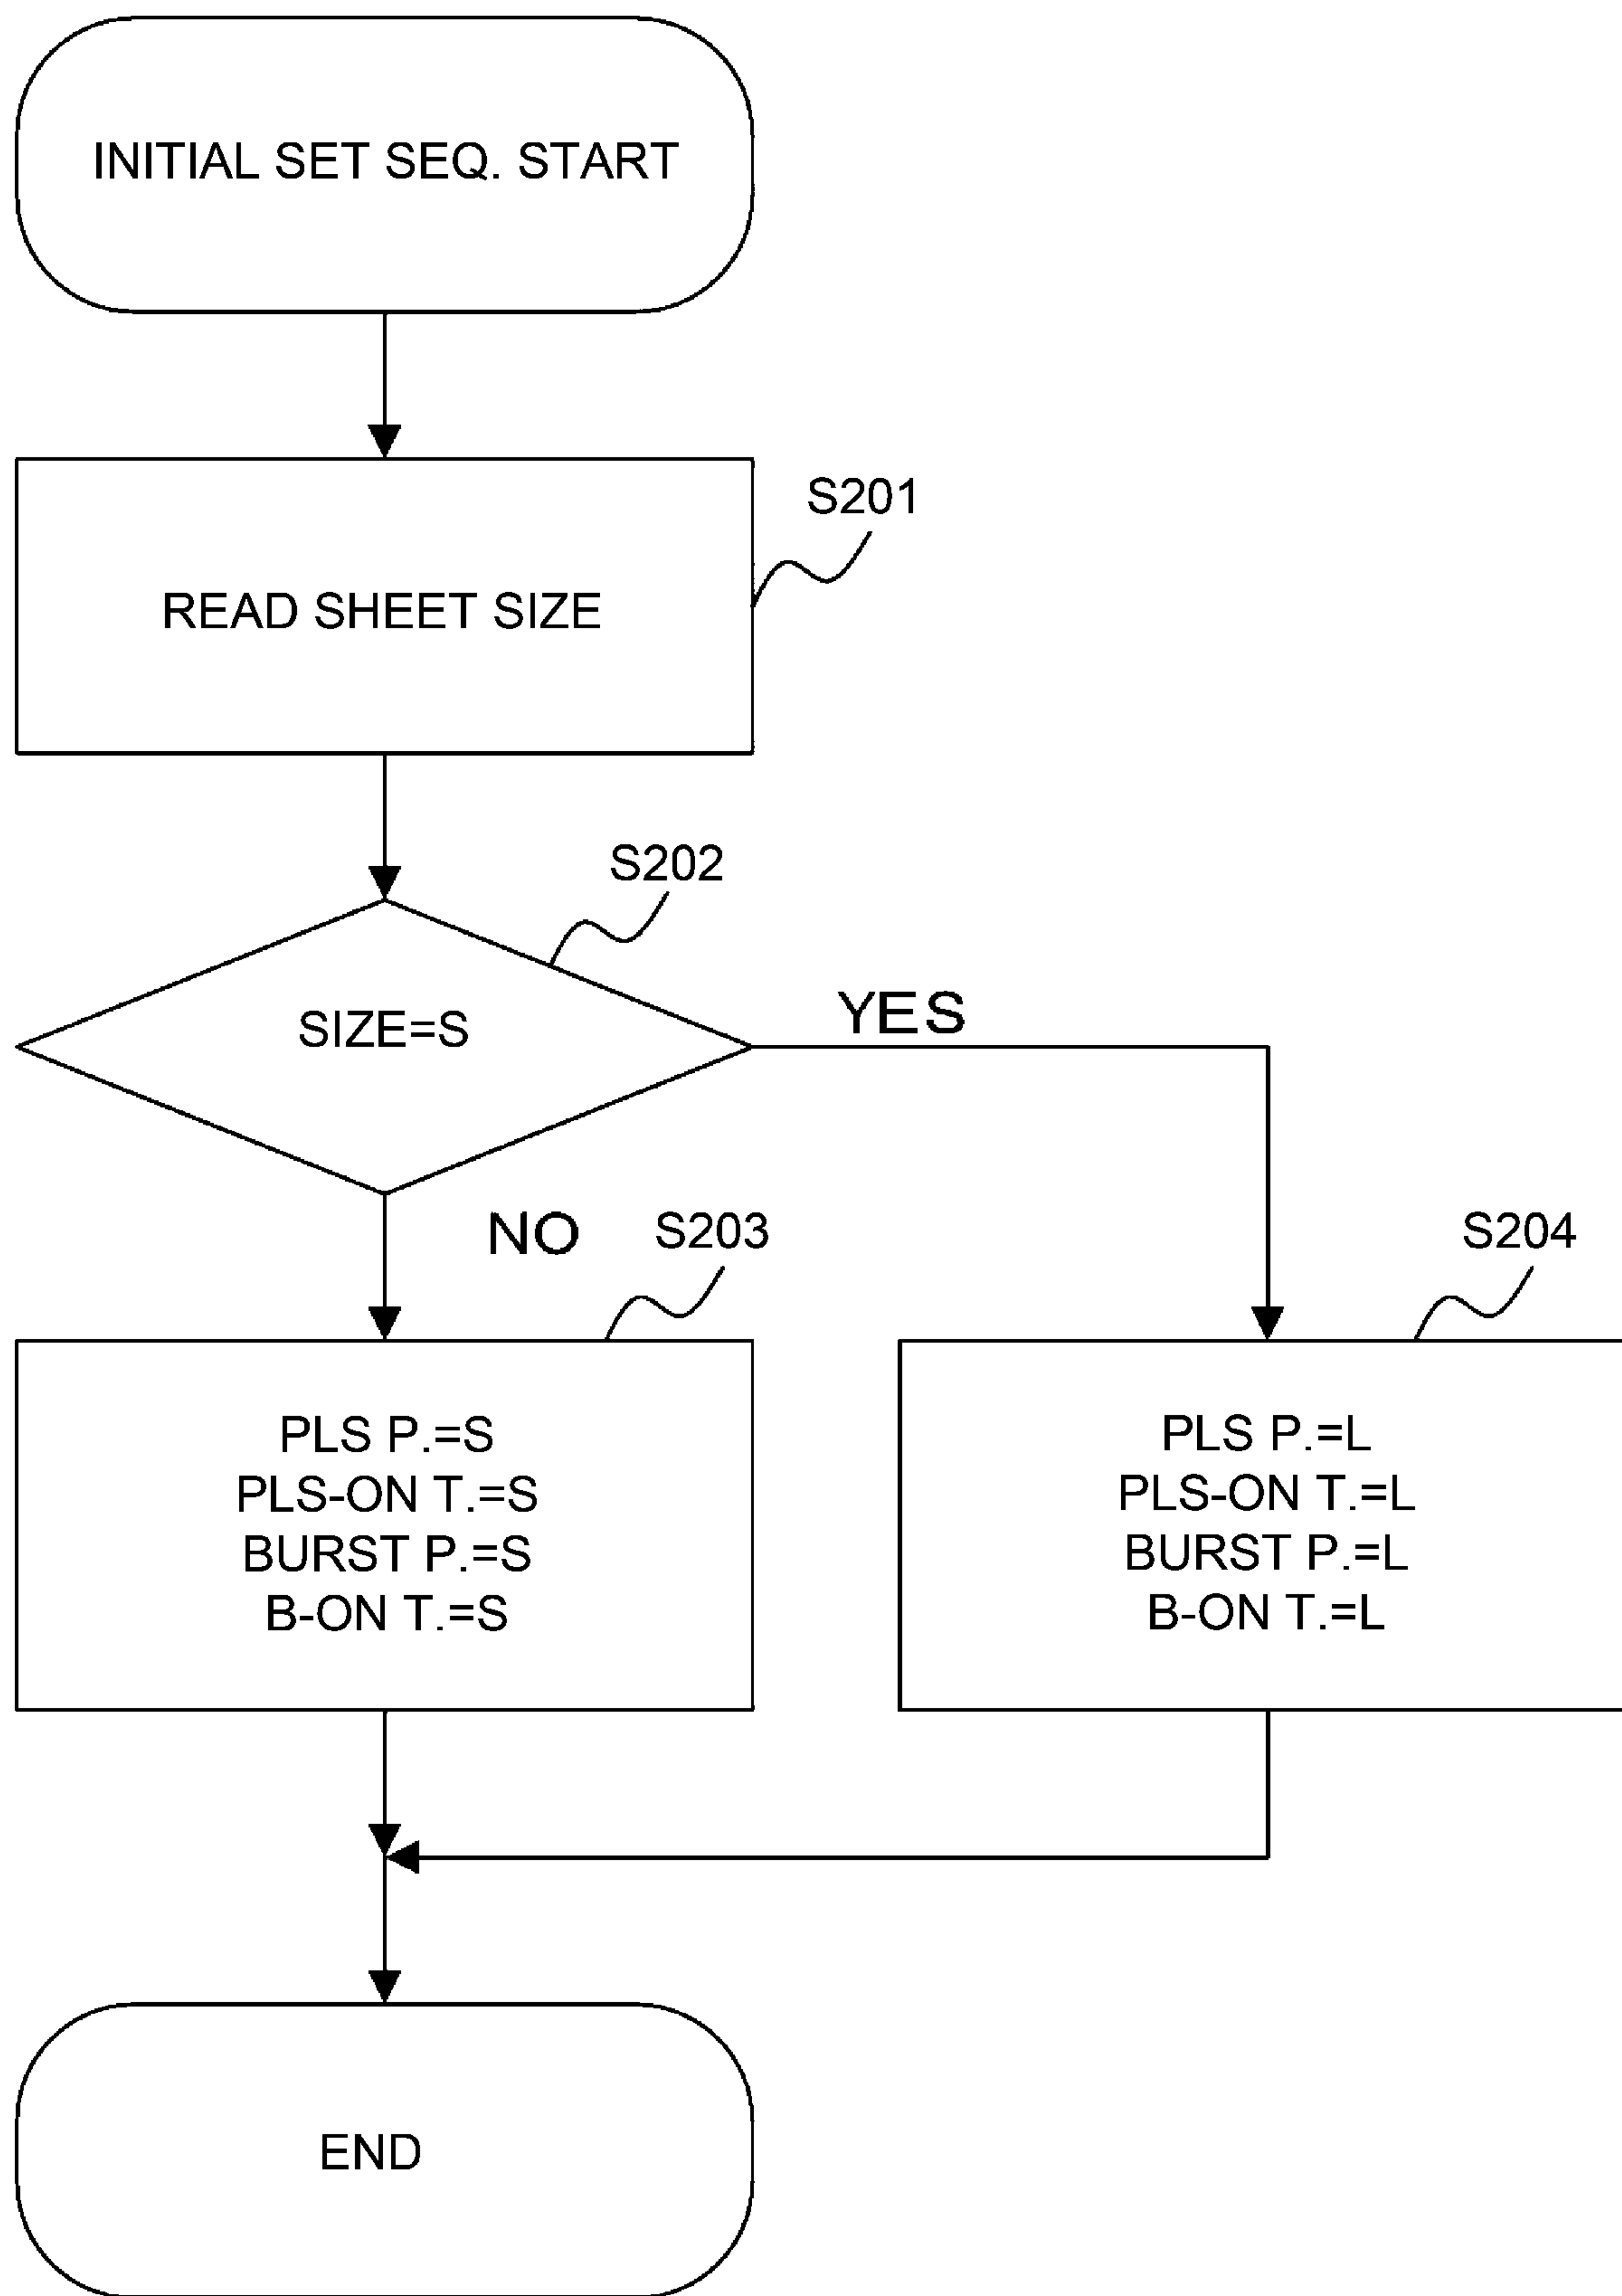 INITIAL SET SEQ. START
S201
READ SHEET SIZE
S202
SIZE=S
YES
NO
S203
S204
PLS P.=S
PLS-ON T.=S
BURST P.=S
B-ON T.=S
PLS P.=L
PLS-ON T.=L
BURST P.=L
B-ON T.=L
END